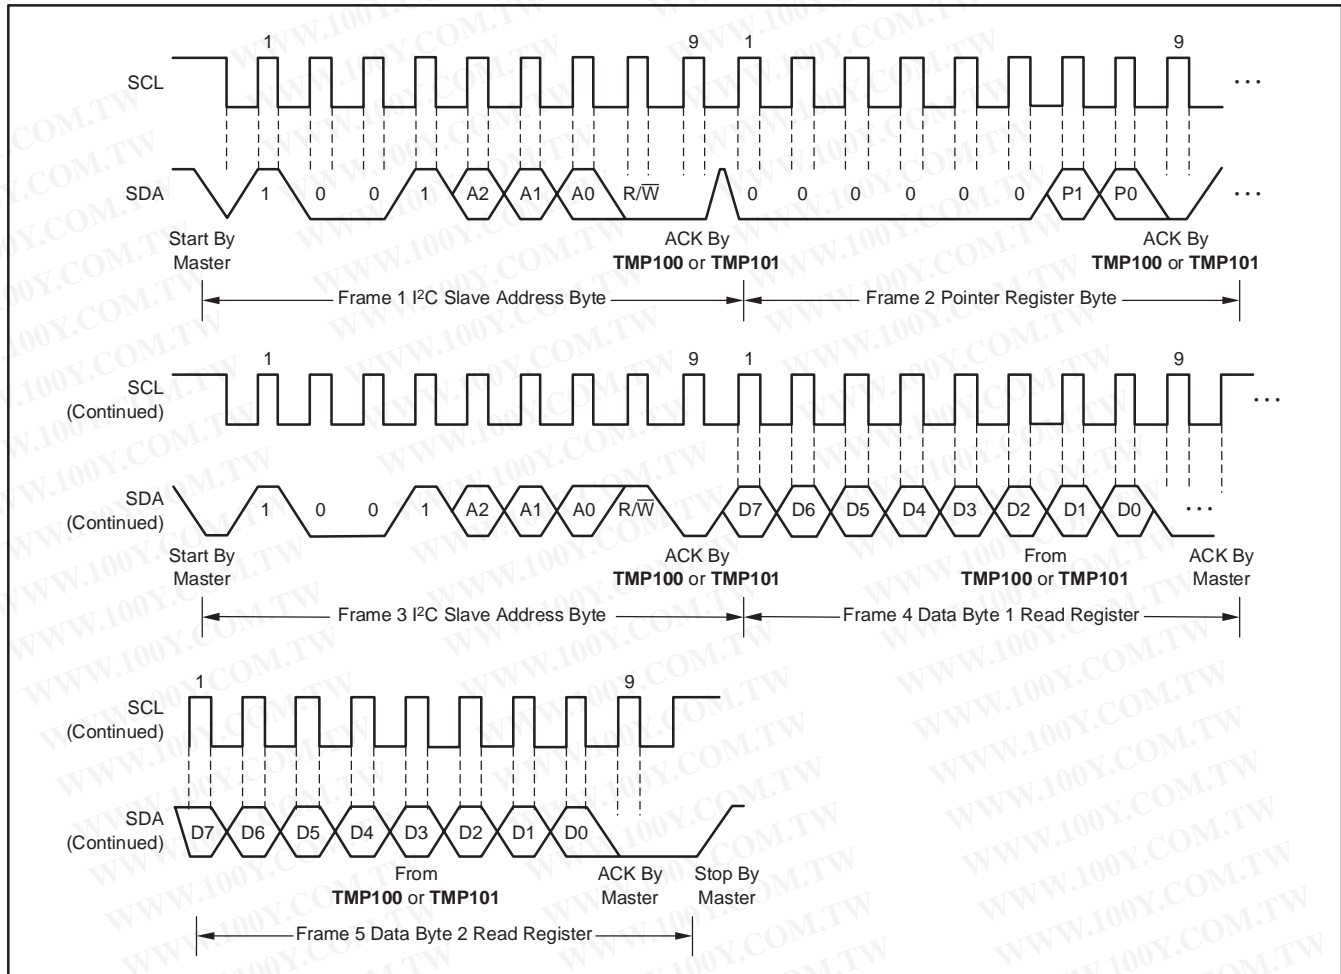 1 9 1 9
SCL ···
SDA 1 0 0 1 A2 A1 A0 R/W̅ 0 0 0 0 0 0 P1 P0 ···
Start By
Master
ACK By
TMP100 or TMP101
ACK By
TMP100 or TMP101
Frame 1 I²C Slave Address Byte
Frame 2 Pointer Register Byte
1 9 1 9
SCL
(Continued)
···
SDA
(Continued)
1 0 0 1 A2 A1 A0 R/W̅ D7 D6 D5 D4 D3 D2 D1 D0 ···
Start By
Master
ACK By
TMP100 or TMP101
From
TMP100 or TMP101
ACK By
Master
Frame 3 I²C Slave Address Byte
Frame 4 Data Byte 1 Read Register
1 9
SCL
(Continued)
SDA
(Continued)
D7 D6 D5 D4 D3 D2 D1 D0
From
TMP100 or TMP101
ACK By
Master
Stop By
Master
Frame 5 Data Byte 2 Read Register
WWW.100Y.COM.TW